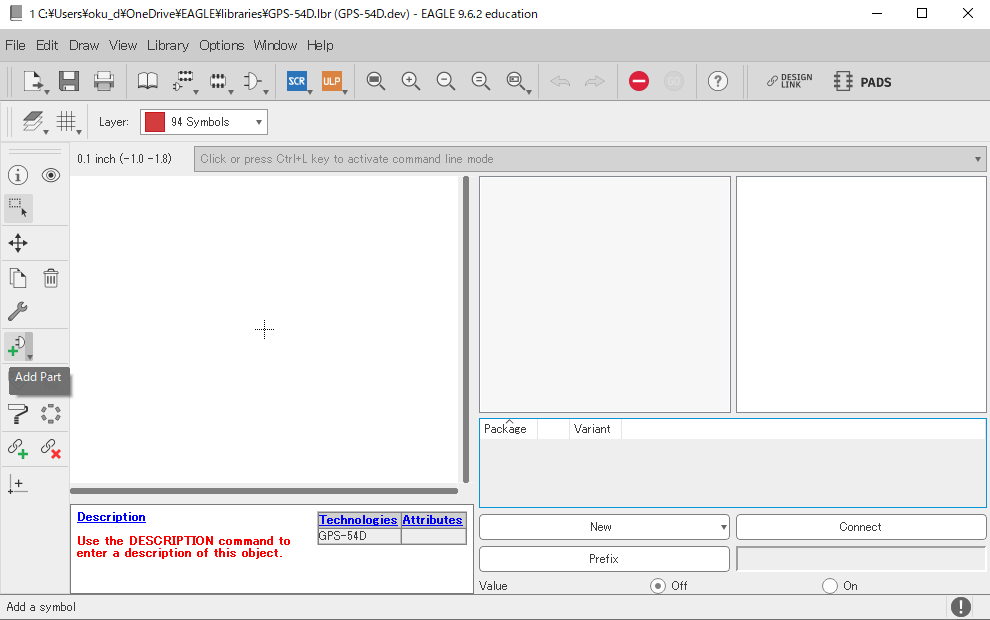 1 C:¥Users¥oku_d¥OneDrive¥EAGLE¥libraries¥GPS-54D.lbr (GPS-54D.dev) - EAGLE 9.6.2 education
File Edit Draw View Library Options Window Help
SCR ULP ? DESIGN LINK PADS
Layer: 94 Symbols
0.1 inch (-1.0 -1.8) Click or press Ctrl+L key to activate command line mode
Add Part
Package Variant
Description
Use the DESCRIPTION command to
enter a description of this object.
Technologies Attributes
GPS-54D
New Connect
Prefix
Value Off On
Add a symbol